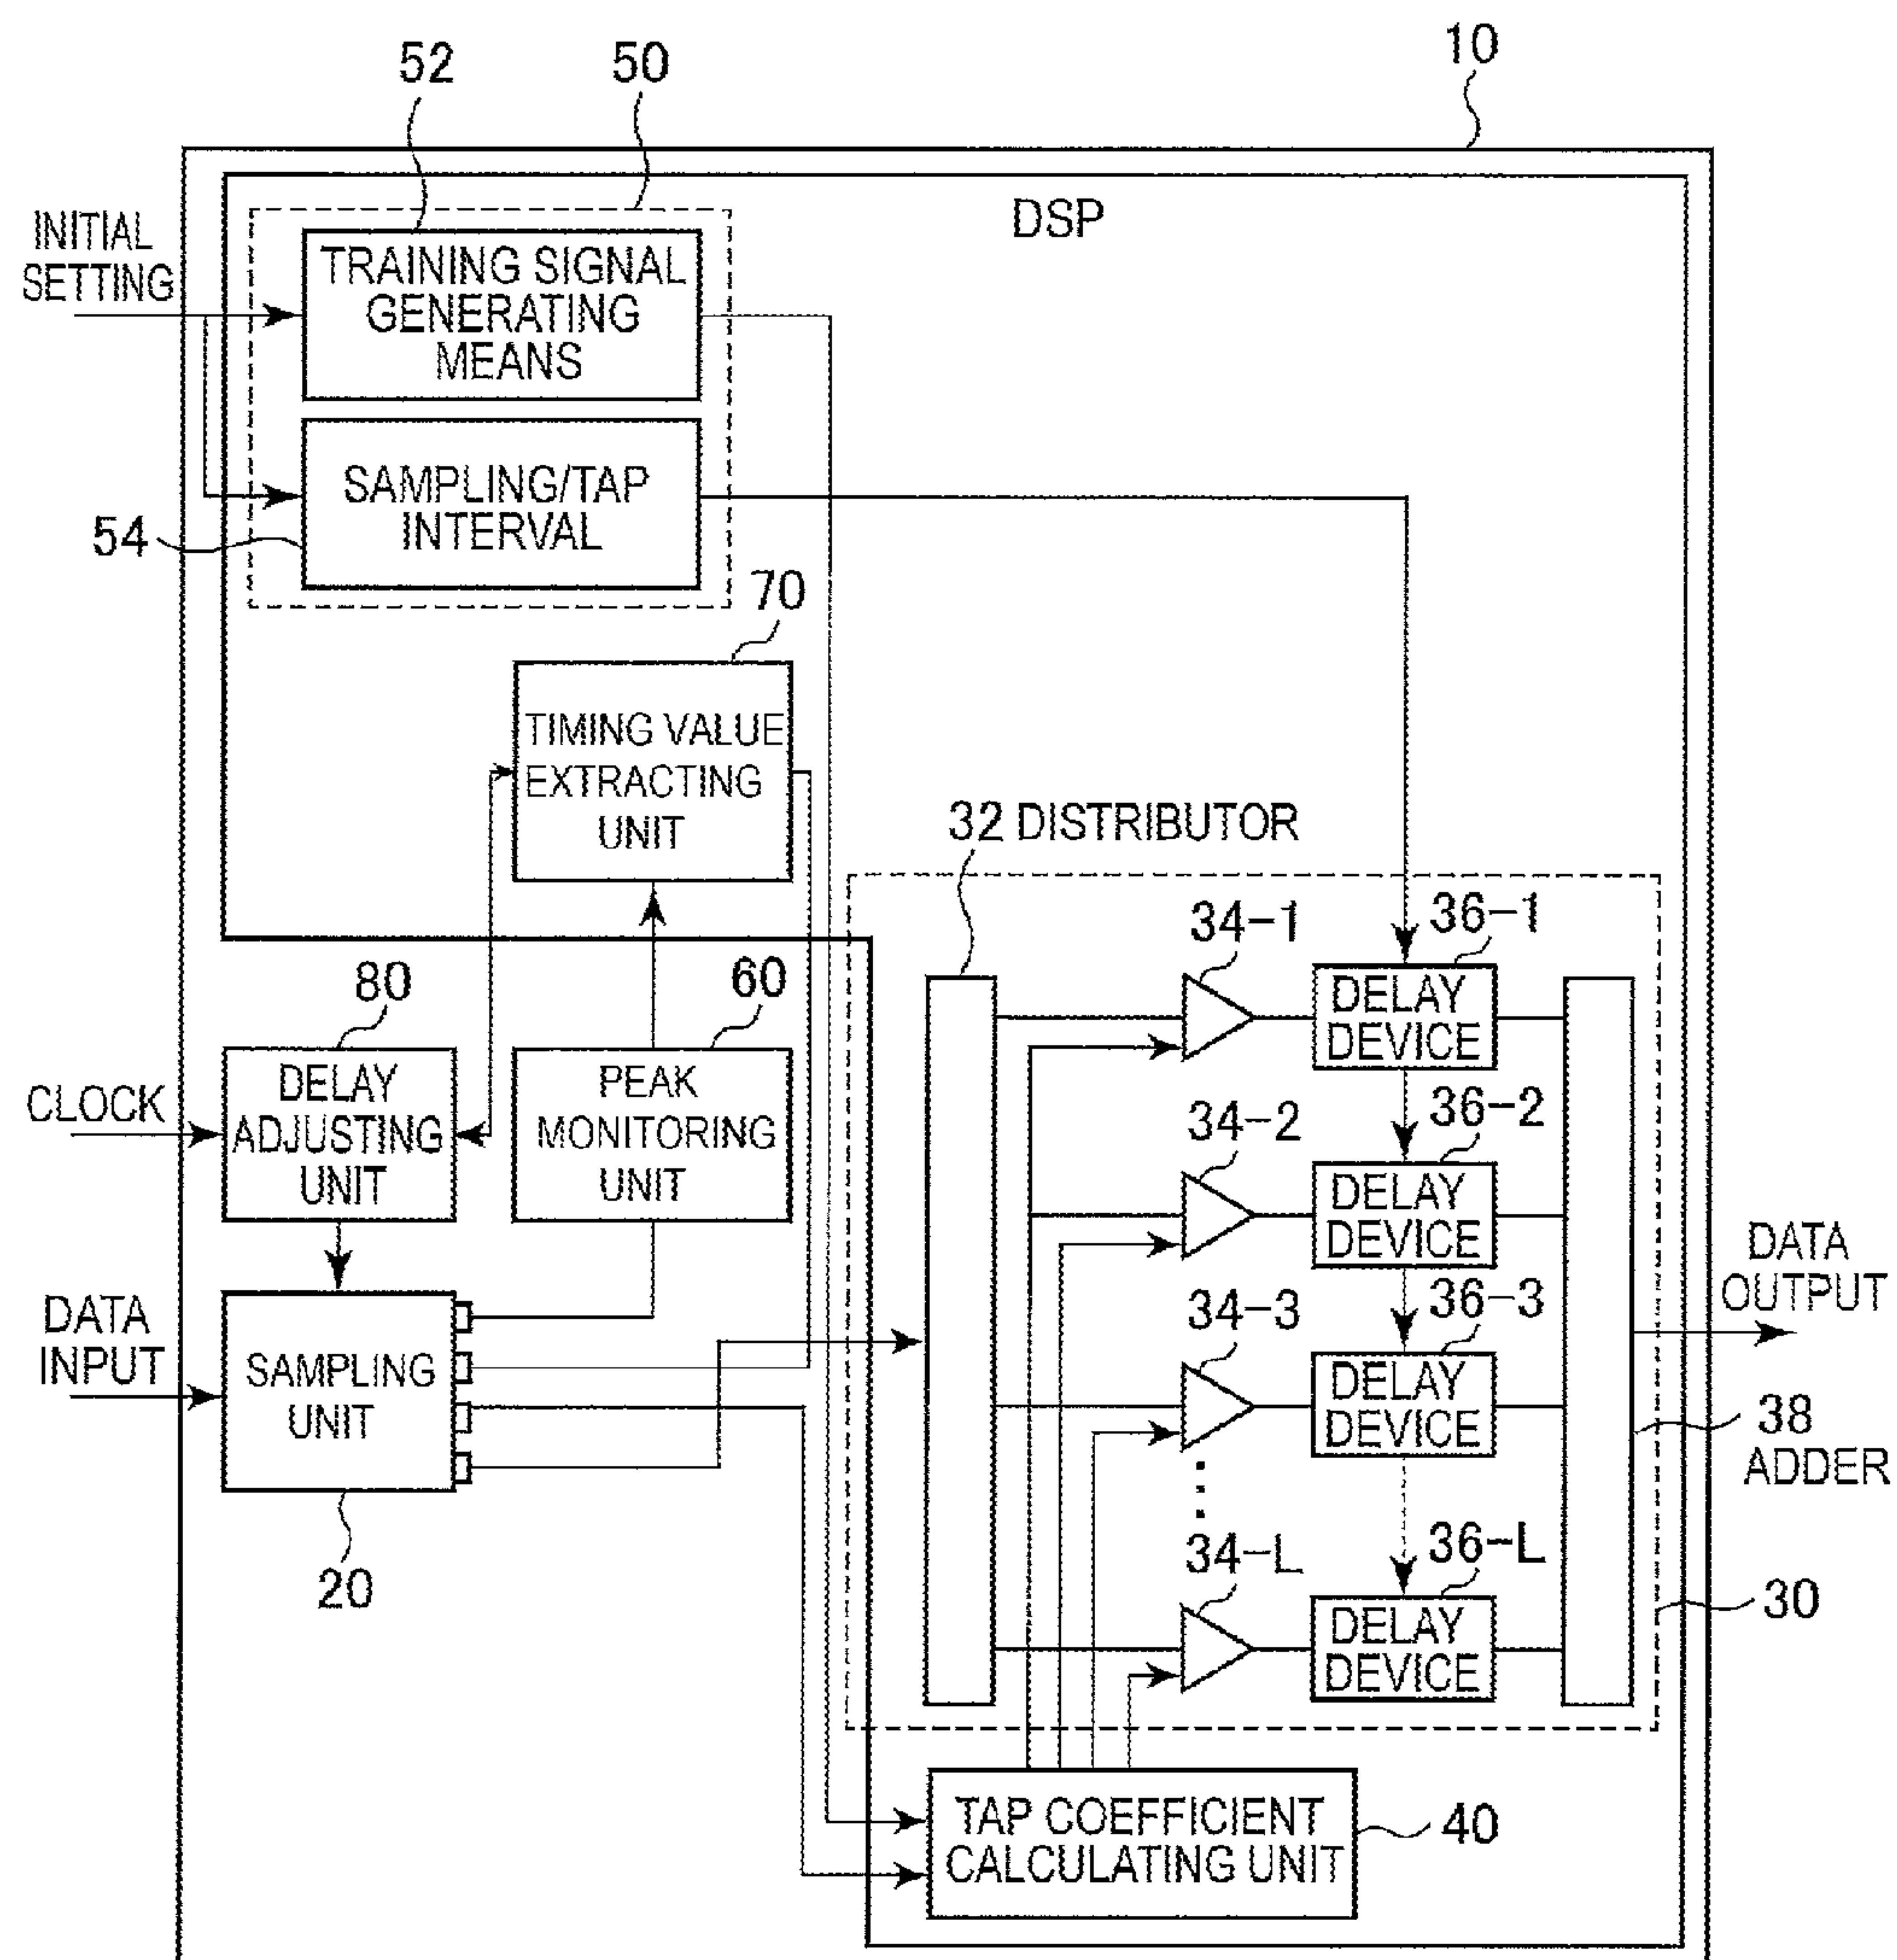 10
52
50
DSP
INITIAL
SETTING
TRAINING SIGNAL
GENERATING
MEANS
SAMPLING/TAP
INTERVAL
54
70
TIMING VALUE
EXTRACTING
UNIT
32 DISTRIBUTOR
34-1
36-1
DELAY
DEVICE
80
60
CLOCK
DELAY
ADJUSTING
UNIT
PEAK
MONITORING
UNIT
34-2
36-2
DELAY
DEVICE
DATA
INPUT
SAMPLING
UNIT
20
34-3
36-3
DELAY
DEVICE
DATA
OUTPUT
38
ADDER
34-L
36-L
DELAY
DEVICE
30
TAP COEFFICIENT
CALCULATING UNIT
40